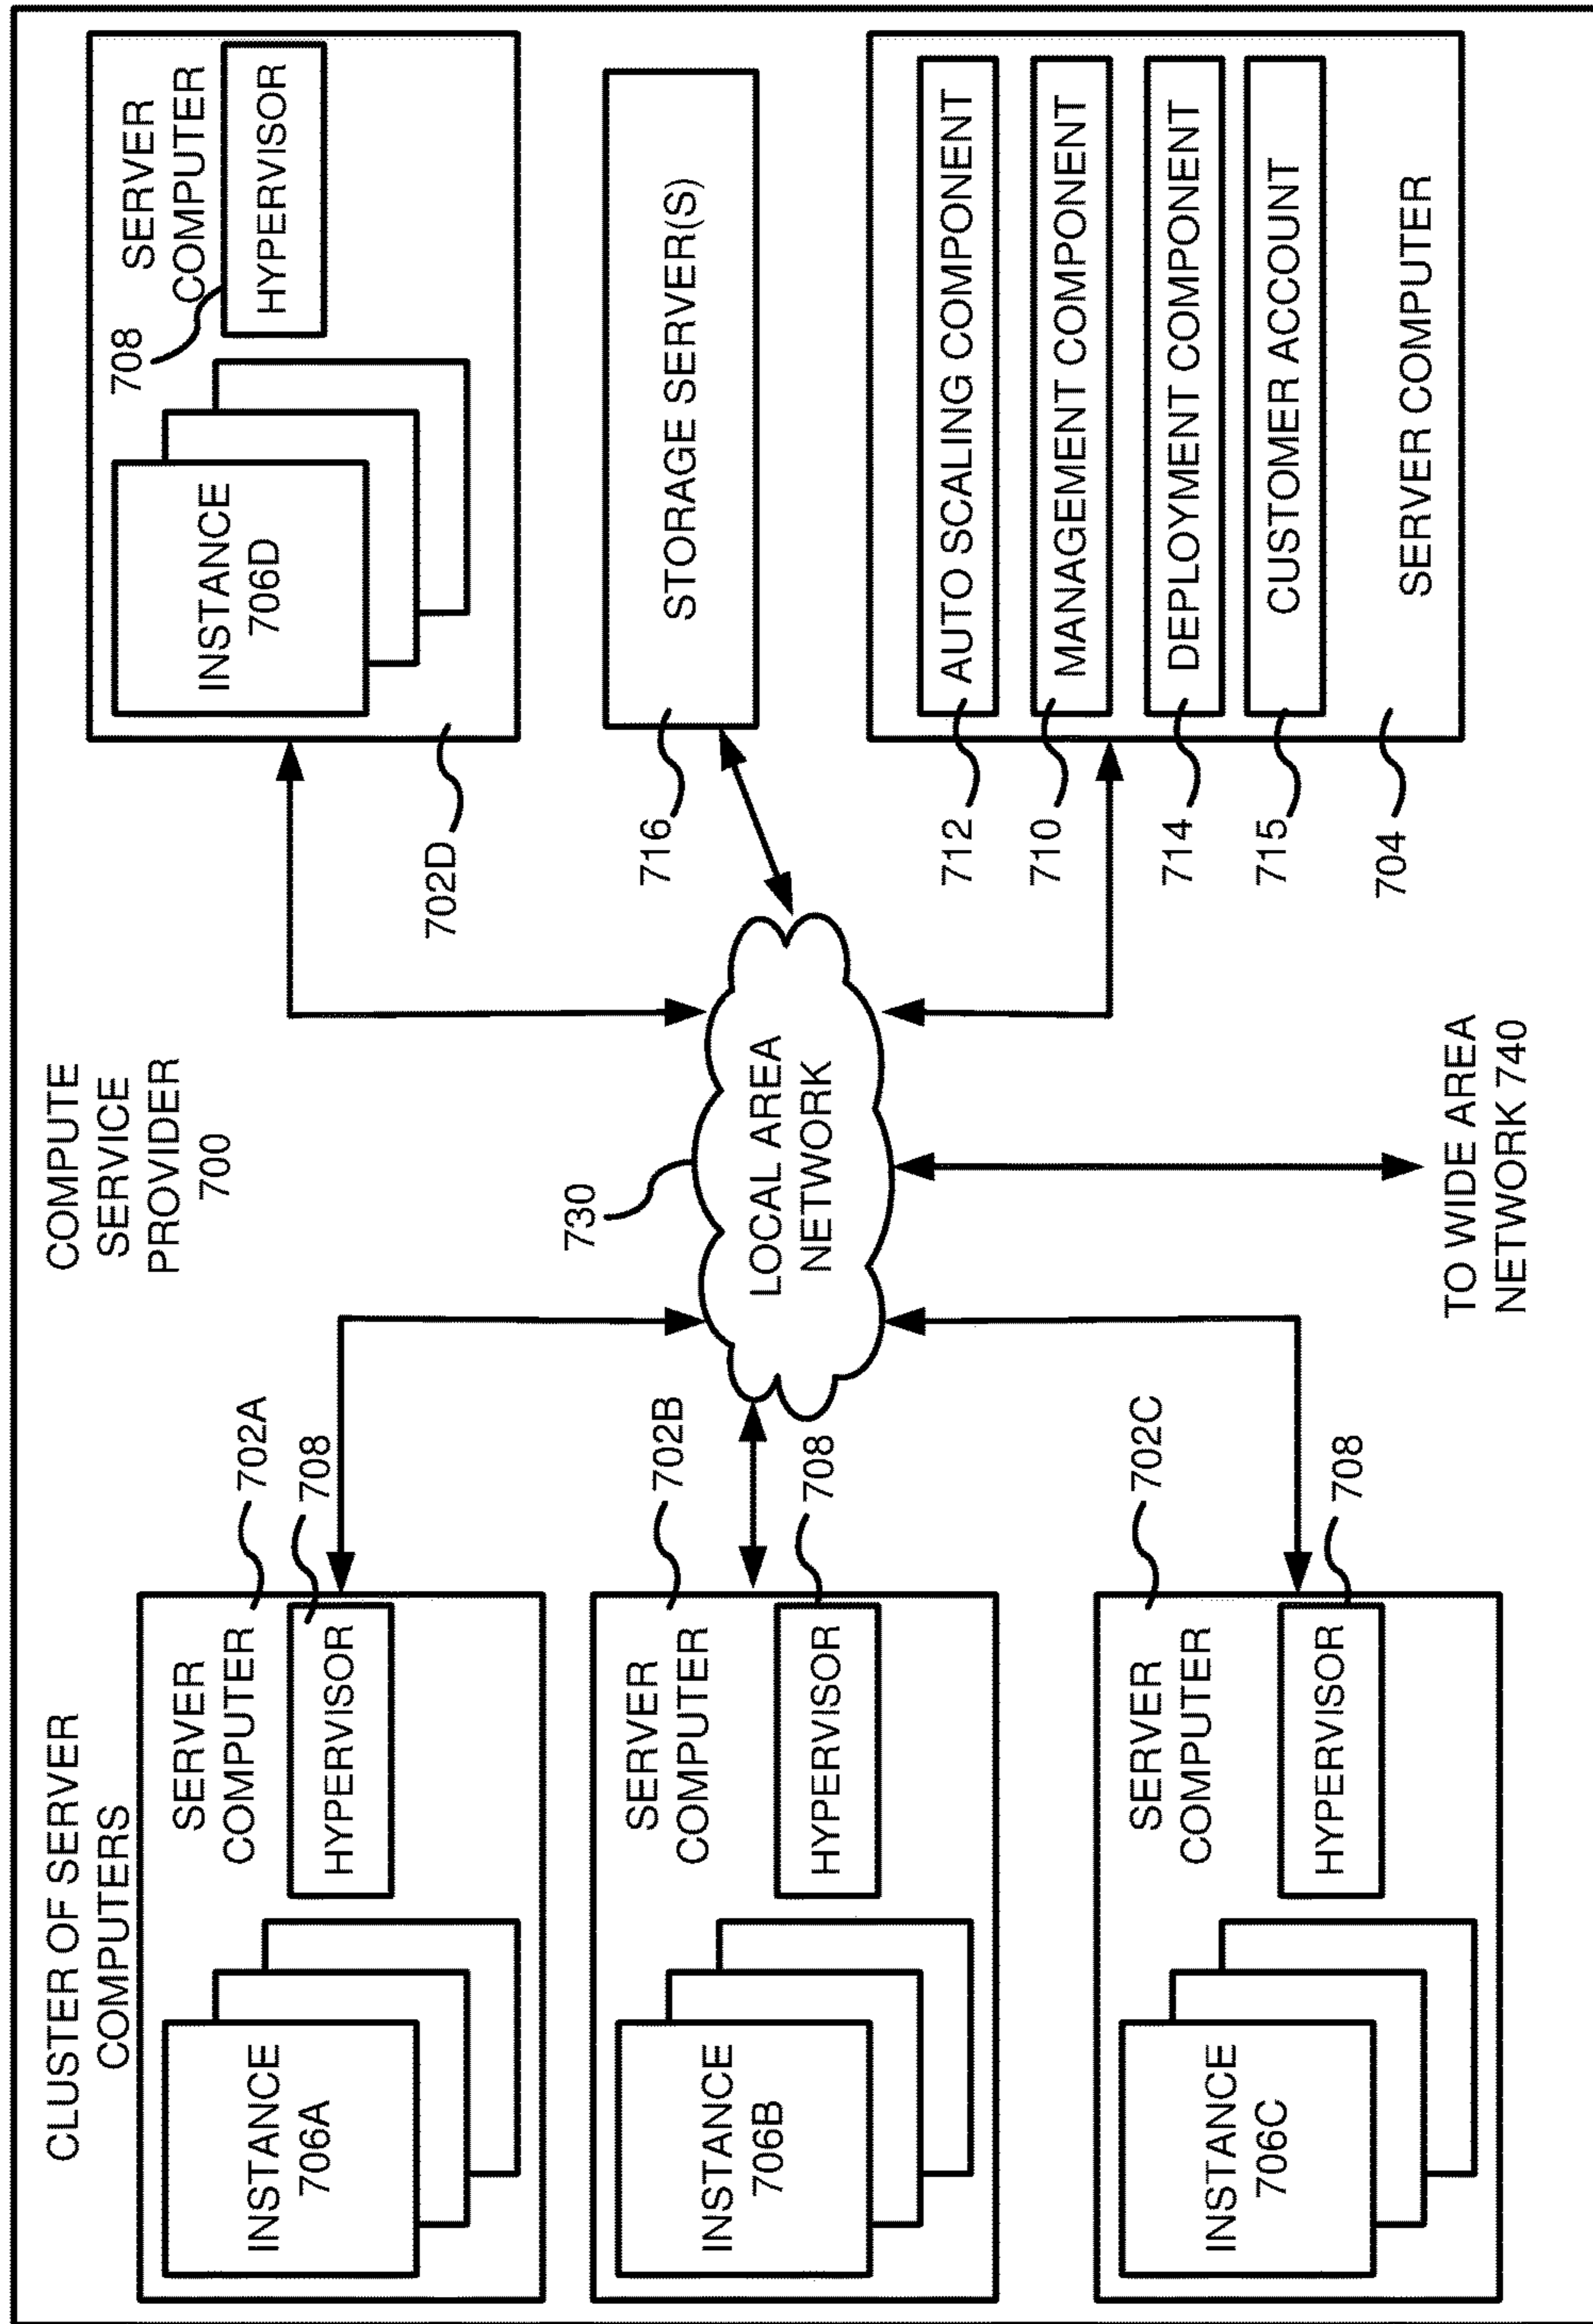 CLUSTER OF SERVER
COMPUTERS
COMPUTE
SERVICE
PROVIDER
700
SERVER
COMPUTER
702A
HYPERVISOR
708
INSTANCE
706A
SERVER
COMPUTER
702B
HYPERVISOR
708
INSTANCE
706B
SERVER
COMPUTER
702C
HYPERVISOR
708
INSTANCE
706C
730
LOCAL AREA
NETWORK
TO WIDE AREA
NETWORK 740
708
SERVER
COMPUTER
HYPERVISOR
INSTANCE
706D
702D
STORAGE SERVER(S)
716
AUTO SCALING COMPONENT
712
MANAGEMENT COMPONENT
710
DEPLOYMENT COMPONENT
714
CUSTOMER ACCOUNT
715
SERVER COMPUTER
704